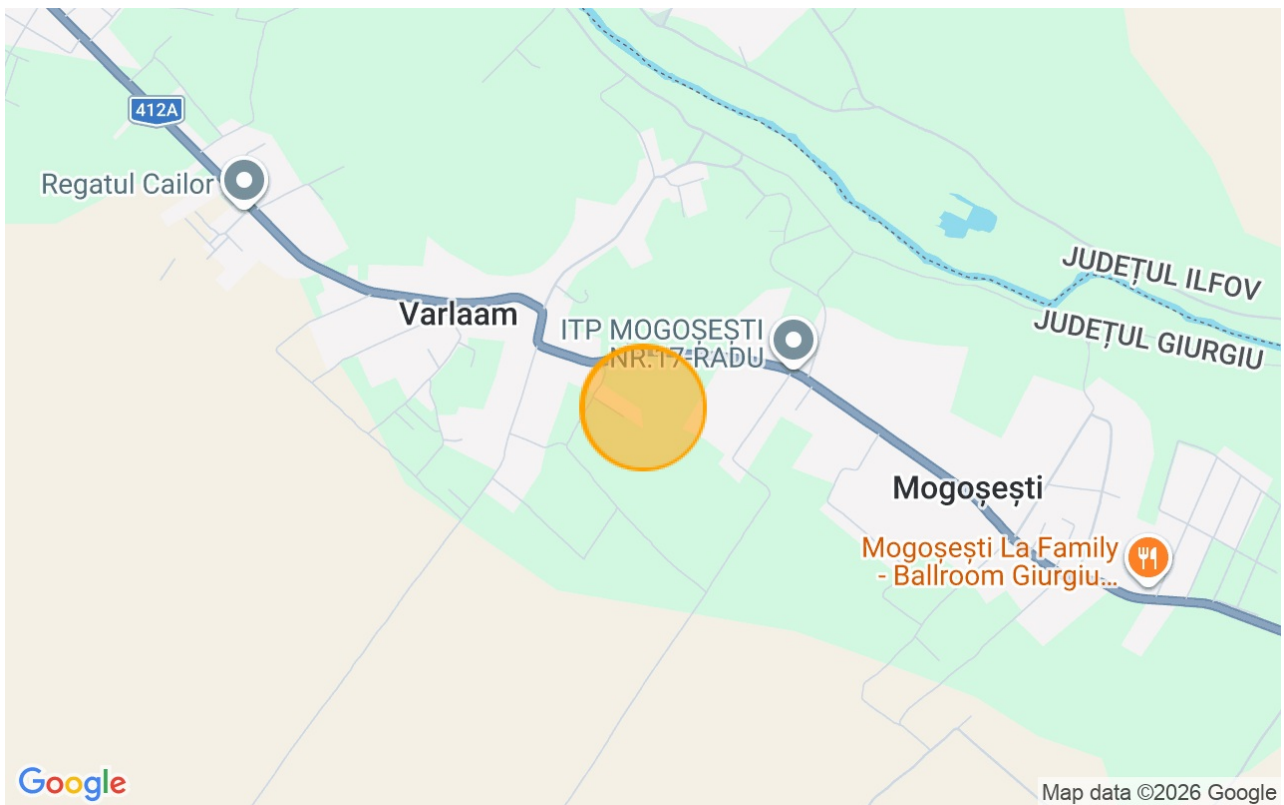 412A
Regatul Cailor
JUDEȚUL ILFOV
JUDEȚUL GIURGIU
Varlaam
ITP MOGOȘEȘTI
NR.17-RADU
Mogoșești
Mogoșești La Family
- Ballroom Giurgiu...
Google
Map data ©2026 Google